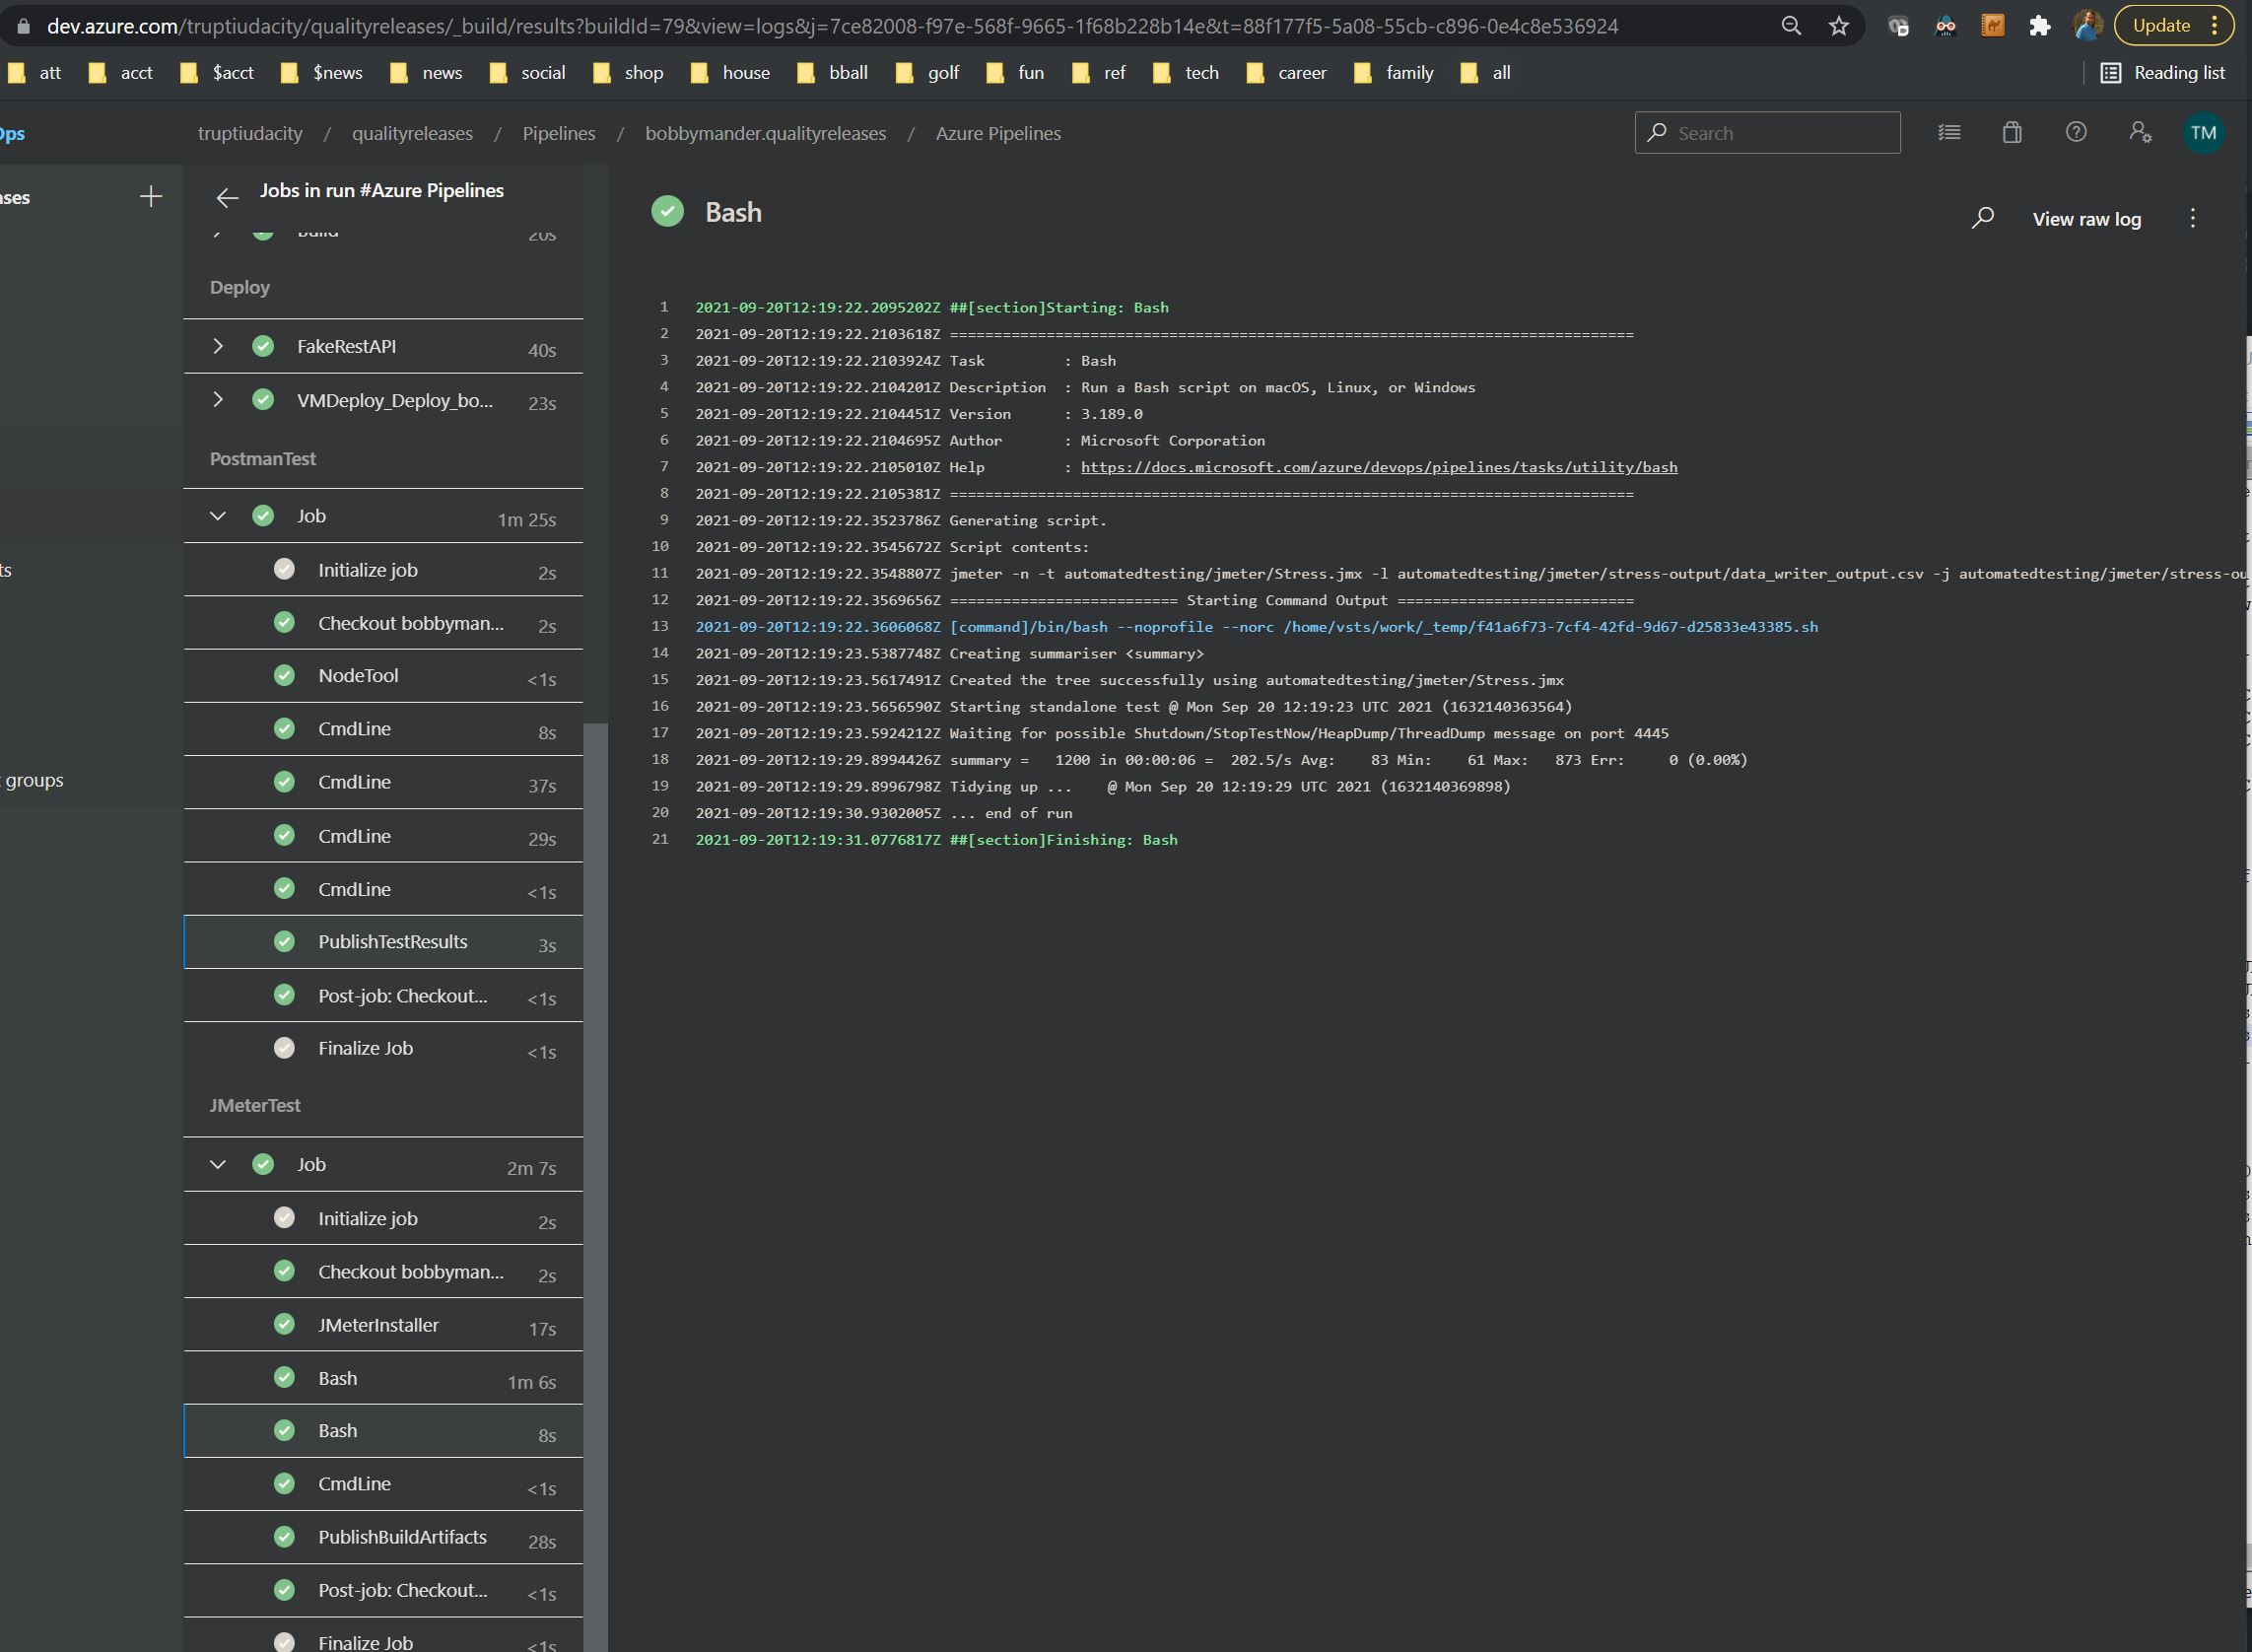 dev.azure.com/truptiudacity/qualityreleases/_build/results?buildId=79&view=logs&j=7ce82008-f97e-568f-9665-1f68b228b14e&t=88f177f5-5a08-55cb-c896-0e4c8e536924 Update
att acct $acct $news news social shop house bball golf fun ref tech career family all Reading list
Ops truptiudacity / qualityreleases / Pipelines / bobbymander.qualityreleases / Azure Pipelines Search TM
ases
ts
t groups
Jobs in run #Azure Pipelines
Build 20s
Deploy
FakeRestAPI 40s
VMDeploy_Deploy_bo... 23s
PostmanTest
Job 1m 25s
Initialize job 2s
Checkout bobbyman... 2s
NodeTool <1s
CmdLine 8s
CmdLine 37s
CmdLine 29s
CmdLine <1s
PublishTestResults 3s
Post-job: Checkout... <1s
Finalize Job <1s
JMeterTest
Job 2m 7s
Initialize job 2s
Checkout bobbyman... 2s
JMeterInstaller 17s
Bash 1m 6s
Bash 8s
CmdLine <1s
PublishBuildArtifacts 28s
Post-job: Checkout... <1s
Finalize Job <1s
Bash
View raw log
1 2021-09-20T12:19:22.2095202Z ##[section]Starting: Bash
2 2021-09-20T12:19:22.2103618Z ==============================================================================
3 2021-09-20T12:19:22.2103924Z Task : Bash
4 2021-09-20T12:19:22.2104201Z Description : Run a Bash script on macOS, Linux, or Windows
5 2021-09-20T12:19:22.2104451Z Version : 3.189.0
6 2021-09-20T12:19:22.2104695Z Author : Microsoft Corporation
7 2021-09-20T12:19:22.2105010Z Help : https://docs.microsoft.com/azure/devops/pipelines/tasks/utility/bash
8 2021-09-20T12:19:22.2105381Z ==============================================================================
9 2021-09-20T12:19:22.3523786Z Generating script.
10 2021-09-20T12:19:22.3545672Z Script contents:
11 2021-09-20T12:19:22.3548807Z jmeter -n -t automatedtesting/jmeter/Stress.jmx -l automatedtesting/jmeter/stress-output/data_writer_output.csv -j automatedtesting/jmeter/stress-ou
12 2021-09-20T12:19:22.3569656Z ========================== Starting Command Output ===========================
13 2021-09-20T12:19:22.3606068Z [command]/bin/bash --noprofile --norc /home/vsts/work/_temp/f41a6f73-7cf4-42fd-9d67-d25833e43385.sh
14 2021-09-20T12:19:23.5387748Z Creating summariser <summary>
15 2021-09-20T12:19:23.5617491Z Created the tree successfully using automatedtesting/jmeter/Stress.jmx
16 2021-09-20T12:19:23.5656590Z Starting standalone test @ Mon Sep 20 12:19:23 UTC 2021 (1632140363564)
17 2021-09-20T12:19:23.5924212Z Waiting for possible Shutdown/StopTestNow/HeapDump/ThreadDump message on port 4445
18 2021-09-20T12:19:29.8994426Z summary = 1200 in 00:00:06 = 202.5/s Avg: 83 Min: 61 Max: 873 Err: 0 (0.00%)
19 2021-09-20T12:19:29.8996798Z Tidying up ... @ Mon Sep 20 12:19:29 UTC 2021 (1632140369898)
20 2021-09-20T12:19:30.9302005Z ... end of run
21 2021-09-20T12:19:31.0776817Z ##[section]Finishing: Bash